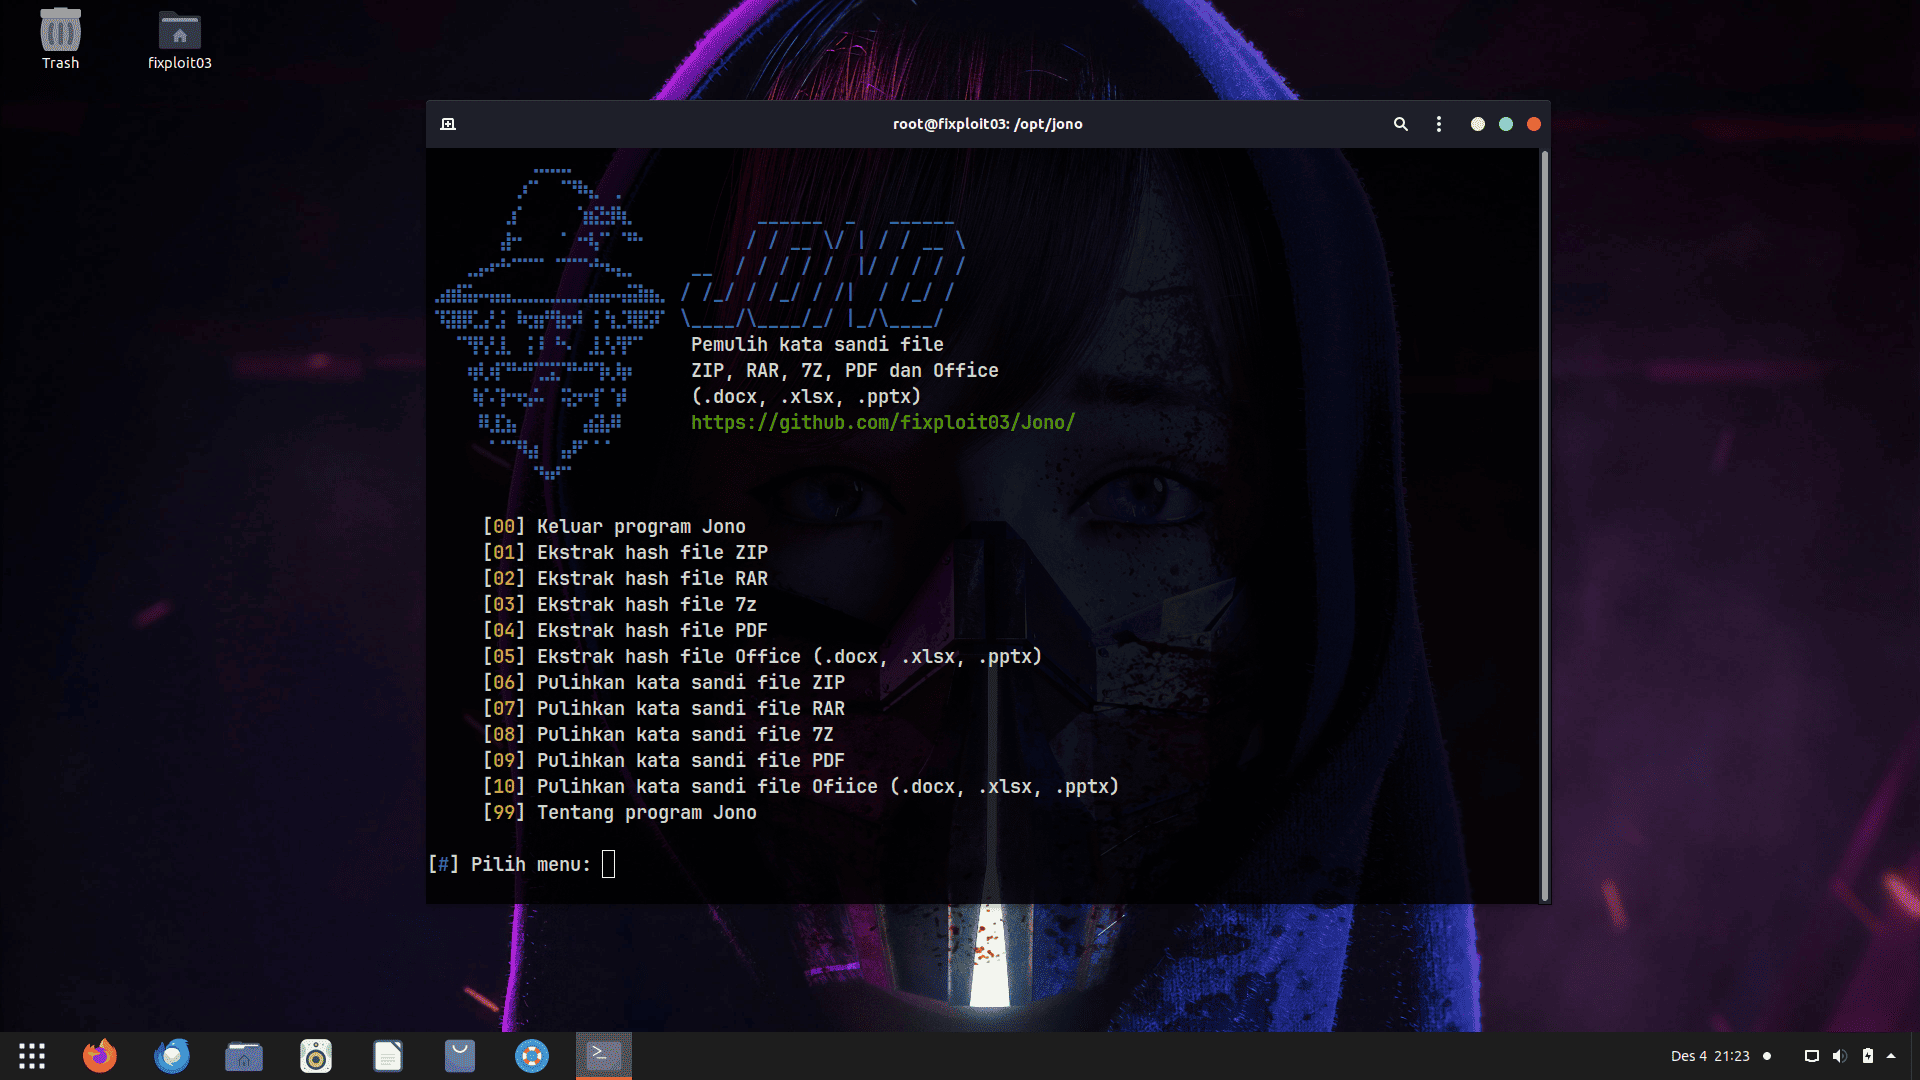 Trash
fixploit03
root@fixploit03: /opt/jono
Pemulih kata sandi file
ZIP, RAR, 7Z, PDF dan Office
(.docx, .xlsx, .pptx)
https://github.com/fixploit03/Jono/
[00] Keluar program Jono
[01] Ekstrak hash file ZIP
[02] Ekstrak hash file RAR
[03] Ekstrak hash file 7z
[04] Ekstrak hash file PDF
[05] Ekstrak hash file Office (.docx, .xlsx, .pptx)
[06] Pulihkan kata sandi file ZIP
[07] Pulihkan kata sandi file RAR
[08] Pulihkan kata sandi file 7Z
[09] Pulihkan kata sandi file PDF
[10] Pulihkan kata sandi file Ofiice (.docx, .xlsx, .pptx)
[99] Tentang program Jono
[#] Pilih menu:
Des 4 21:23